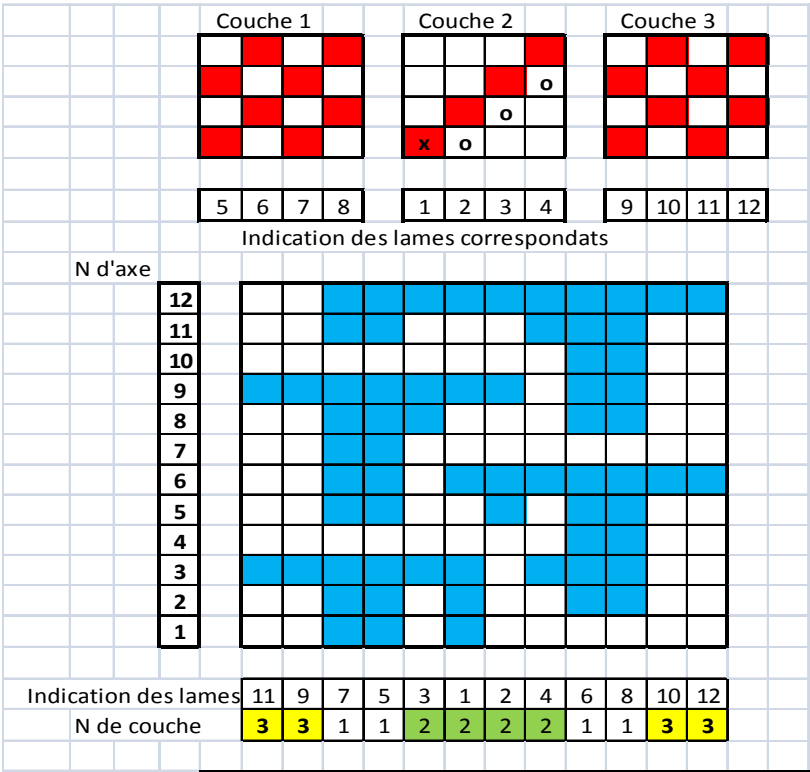 Couche 1 Couche 2 Couche 3
o
o
x o
5 6 7 8 1 2 3 4 9 10 11 12
Indication des lames correspondats
N d'axe
12
11
10
9
8
7
6
5
4
3
2
1
Indication des lames 11 9 7 5 3 1 2 4 6 8 10 12
N de couche 3 3 1 1 2 2 2 2 1 1 3 3